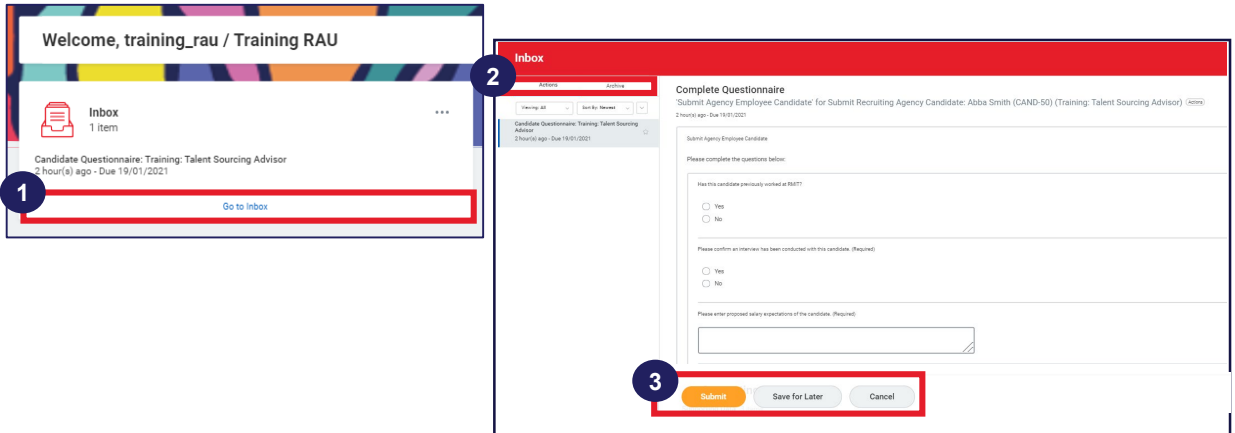 Welcome, training_rau / Training RAU
Inbox
1 item
Candidate Questionnaire: Training: Talent Sourcing Advisor
2 hour(s) ago - Due 19/01/2021
1
Go to Inbox
Inbox
2
Actions Archive
Viewing: All Sort By: Newest
Candidate Questionnaire: Training: Talent Sourcing
Advisor
2 hour(s) ago - Due 19/01/2021
Complete Questionnaire
'Submit Agency Employee Candidate' for Submit Recruiting Agency Candidate: Abba Smith (CAND-50) (Training: Talent Sourcing Advisor) Actions
2 hour(s) ago - Due 19/01/2021
Submit Agency Employee Candidate
Please complete the questions below:
Has this candidate previously worked at RMIT?
Yes
No
Please confirm an interview has been conducted with this candidate. (Required)
Yes
No
Please enter proposed salary expectations of the candidate. (Required)
3
Submit Save for Later Cancel